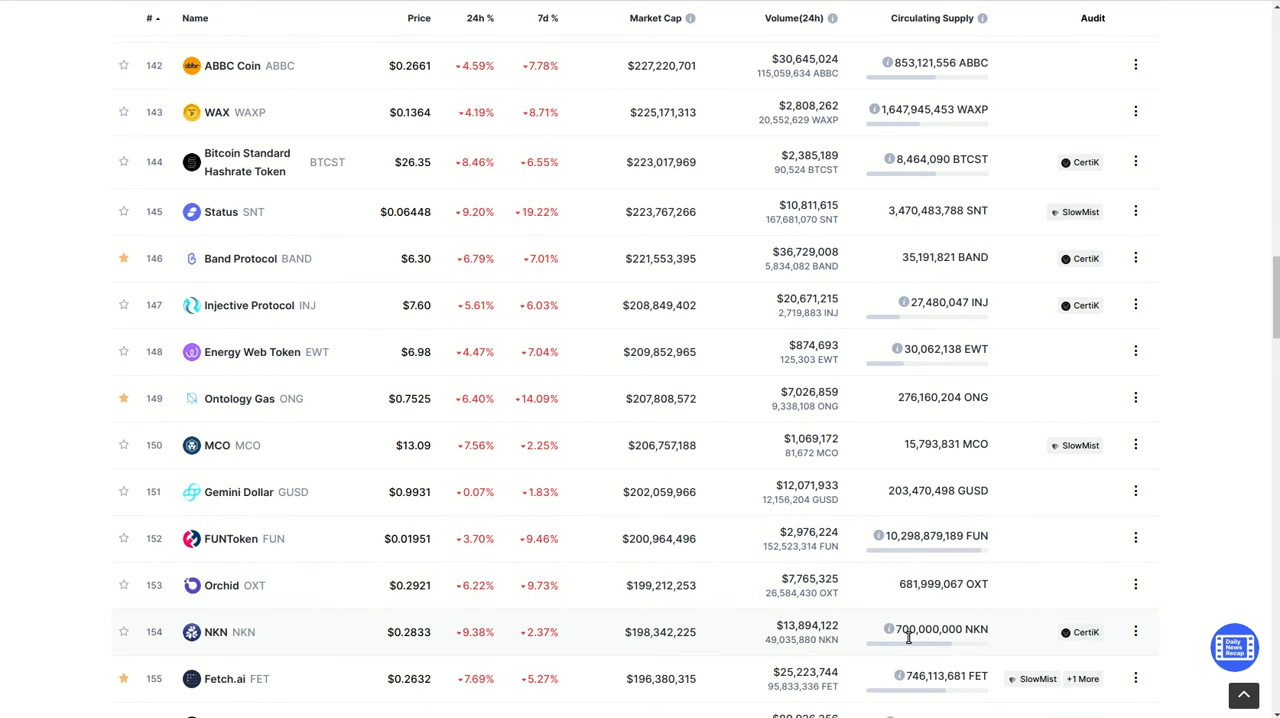 # Name Price 24h % 7d % Market Cap Volume(24h) Circulating Supply Audit
142 ABBC Coin ABBC $0.2661 4.59% 7.78% $227,220,701 $30,645,024 853,121,556 ABBC
115,059,634 ABBC
143 WAX WAXP $0.1364 4.19% 8.71% $225,171,313 $2,808,262 1,647,945,453 WAXP
20,552,629 WAXP
144 Bitcoin Standard Hashrate Token BTCST $26.35 8.46% 6.55% $223,017,969 $2,385,189 8,464,090 BTCST CertiK
90,524 BTCST
145 Status SNT $0.06448 9.20% 19.22% $223,767,266 $10,811,615 3,470,483,788 SNT SlowMist
167,681,070 SNT
146 Band Protocol BAND $6.30 6.79% 7.01% $221,553,395 $36,729,008 35,191,821 BAND CertiK
5,834,082 BAND
147 Injective Protocol INJ $7.60 5.61% 6.03% $208,849,402 $20,671,215 27,480,047 INJ CertiK
2,719,883 INJ
148 Energy Web Token EWT $6.98 4.47% 7.04% $209,852,965 $874,693 30,062,138 EWT
125,303 EWT
149 Ontology Gas ONG $0.7525 6.40% 14.09% $207,808,572 $7,026,859 276,160,204 ONG
9,338,108 ONG
150 MCO MCO $13.09 7.56% 2.25% $206,757,188 $1,069,172 15,793,831 MCO SlowMist
81,672 MCO
151 Gemini Dollar GUSD $0.9931 0.07% 1.83% $202,059,966 $12,071,933 203,470,498 GUSD
12,156,204 GUSD
152 FUNToken FUN $0.01951 3.70% 9.46% $200,964,496 $2,976,224 10,298,879,189 FUN
152,523,314 FUN
153 Orchid OXT $0.2921 6.22% 9.73% $199,212,253 $7,765,325 681,999,067 OXT
26,584,430 OXT
154 NKN NKN $0.2833 9.38% 2.37% $198,342,225 $13,894,122 700,000,000 NKN CertiK
49,035,880 NKN
Daily
News
Recap
155 Fetch.ai FET $0.2632 7.69% 5.27% $196,380,315 $25,223,744 746,113,681 FET SlowMist +1 More
95,833,336 FET